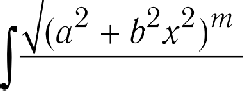 ∫√(a² + b²x²)ᵐ